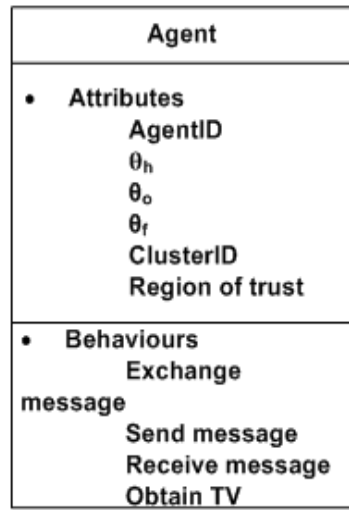 Agent
• Attributes
AgentID
θh
θo
θf
ClusterID
Region of trust
• Behaviours
Exchange
message
Send message
Receive message
Obtain TV